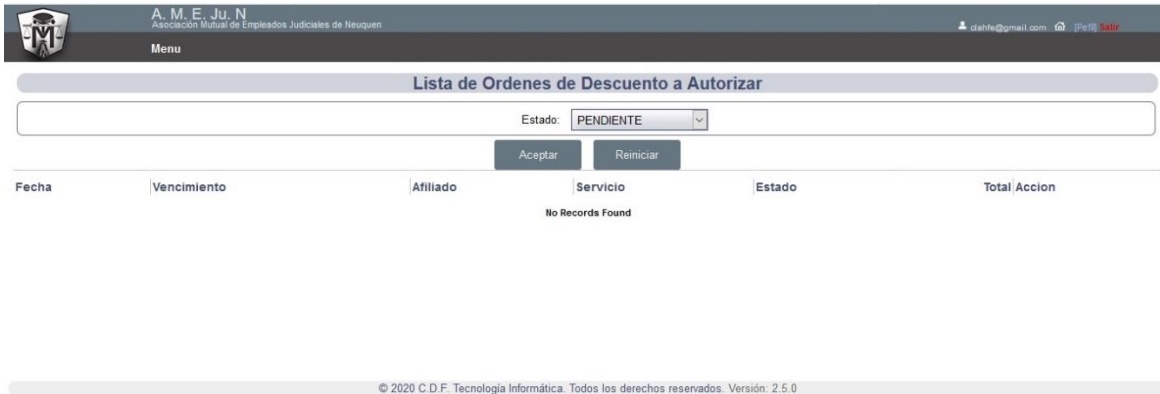 A. M. E. Ju. N
Asociación Mutual de Empleados Judiciales de Neuquen
clahfe@gmail.com [Pefil] Salir
Menu
Lista de Ordenes de Descuento a Autorizar
Estado: PENDIENTE
Aceptar Reiniciar
Fecha Vencimiento Afiliado Servicio Estado Total Accion
No Records Found
© 2020 C.D.F. Tecnología Informática. Todos los derechos reservados. Versión: 2.5.0